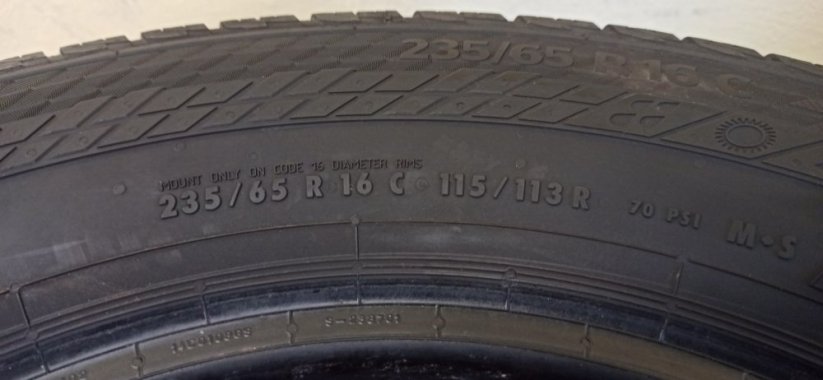 235/65 R 16 C
MOUNT ONLY ON CODE 16 DIAMETER RIMS
235/65 R 16 C 115/113 R 70 PSI M•S